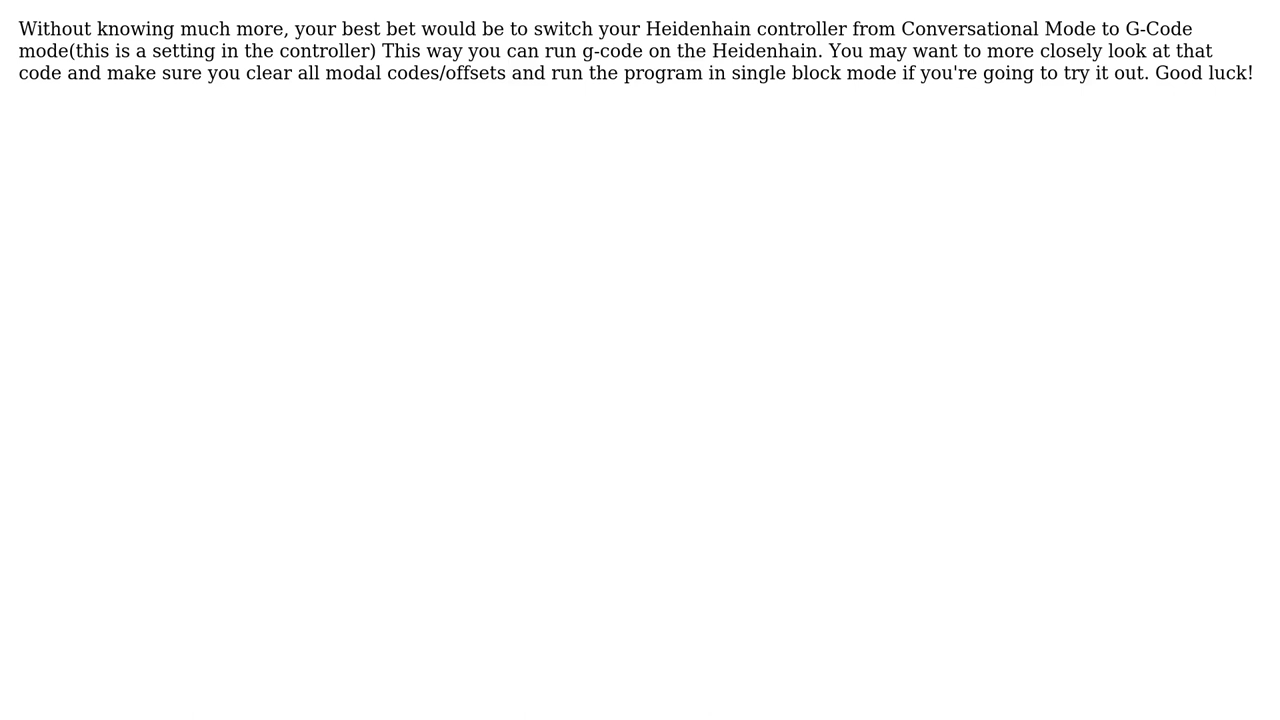 Without knowing much more, your best bet would be to switch your Heidenhain controller from Conversational Mode to G-Code
mode(this is a setting in the controller) This way you can run g-code on the Heidenhain. You may want to more closely look at that
code and make sure you clear all modal codes/offsets and run the program in single block mode if you're going to try it out. Good luck!